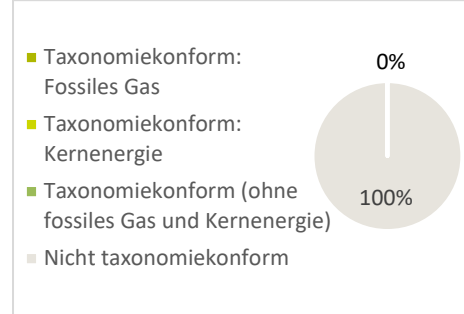 Taxonomiekonform:
Fossiles Gas
Taxonomiekonform:
Kernenergie
Taxonomiekonform (ohne
fossiles Gas und Kernenergie)
Nicht taxonomiekonform
0%
100%